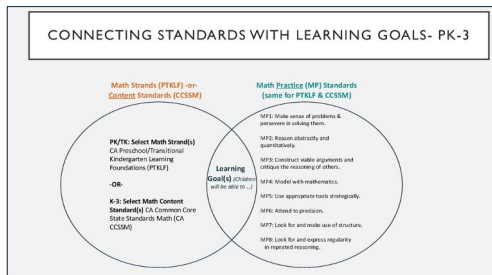 CONNECTING STANDARDS WITH LEARNING GOALS- PK-3
Math Strands (PTKLF) -or-
Content Standards (CCSSM)
PK/TK: Select Math Strand(s)
CA Preschool/Transitional
Kindergarten Learning
Foundations (PTKLF)
-OR-
K-3: Select Math Content
Standard(s) CA Common Core
State Standards Math (CA
CCSSM)
Learning
Goal(s) (Children
will be able to ...)
Math Practice (MP) Standards
(same for PTKLF & CCSSM)
MP1: Make sense of problems &
persevere in solving them.
MP2: Reason abstractly and
quantitatively.
MP3: Construct viable arguments and
critique the reasoning of others.
MP4: Model with mathematics.
MP5: Use appropriate tools strategically.
MP6: Attend to precision.
MP7: Look for and make use of structure.
MP8: Look for and express regularity
in repeated reasoning.